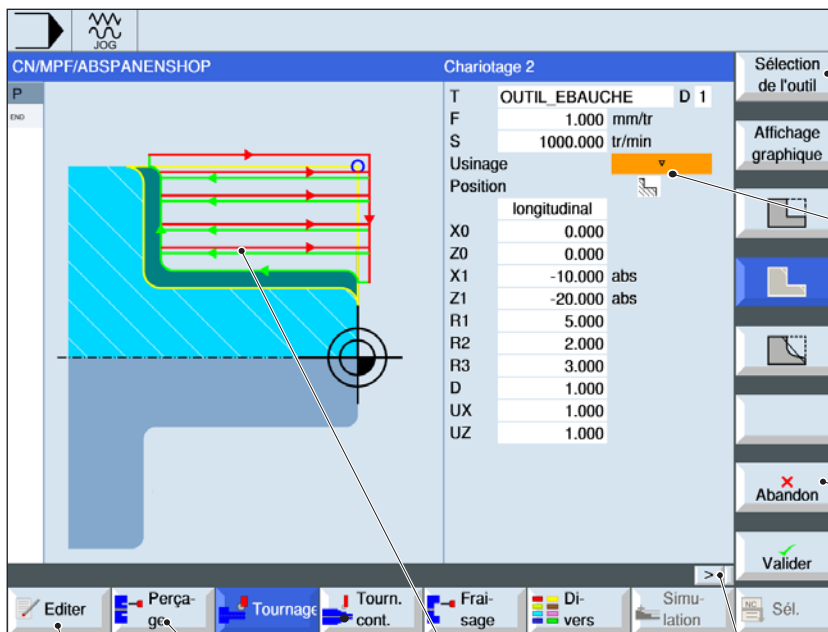 JOG
CN/MPF/ABSPANENSHOP
Chariotage 2
P
END
T OUTIL_EBAUCHE D 1
F 1.000 mm/tr
S 1000.000 tr/min
Usinage ▿
Position
longitudinal
X0 0.000
Z0 0.000
X1 -10.000 abs
Z1 -20.000 abs
R1 5.000
R2 2.000
R3 3.000
D 1.000
UX 1.000
UZ 1.000
Sélection
de l'outil
Affichage
graphique
Abandon
Valider
>
Editer
Perça-
ge
Tournage
Tourn.
cont.
Frai-
sage
Di-
vers
Simu-
lation
NC
Sél.